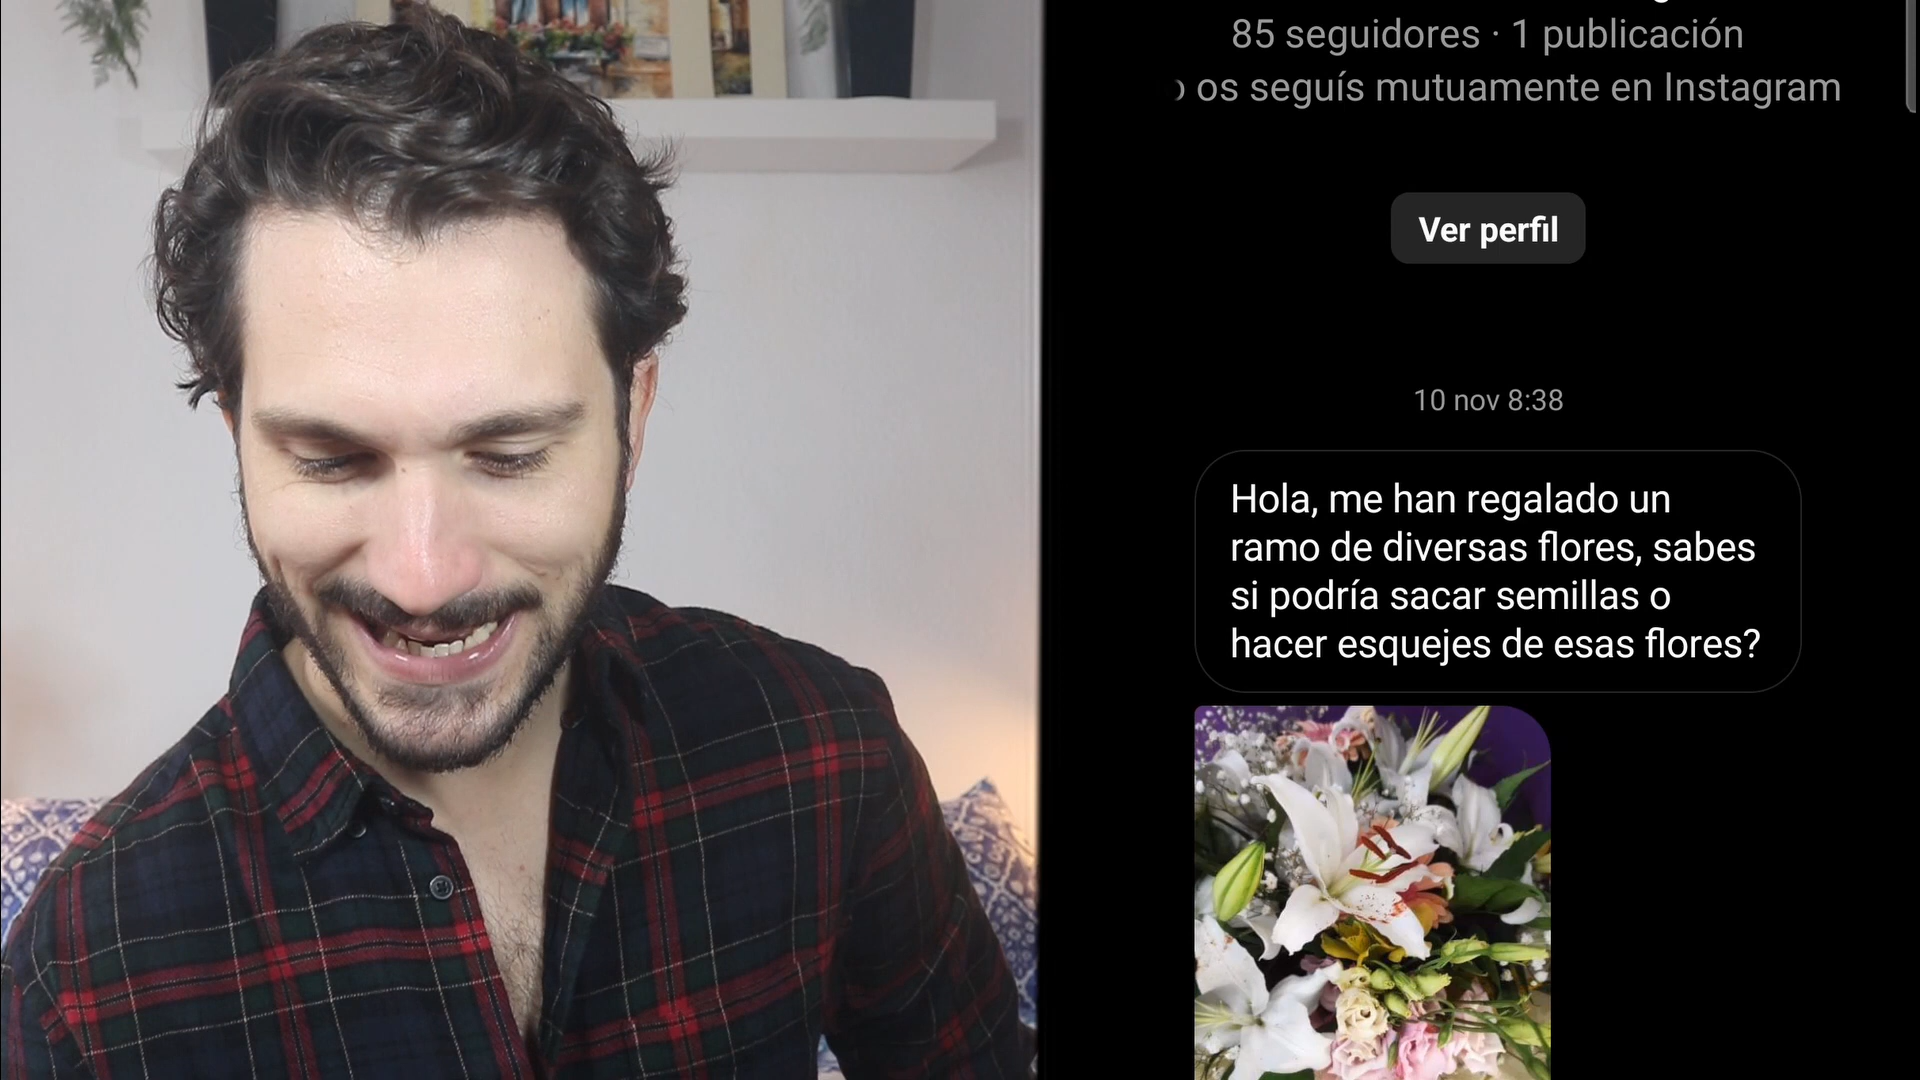 85 seguidores · 1 publicación
os seguís mutuamente en Instagram
Ver perfil
10 nov 8:38
Hola, me han regalado un
ramo de diversas flores, sabes
si podría sacar semillas o
hacer esquejes de esas flores?